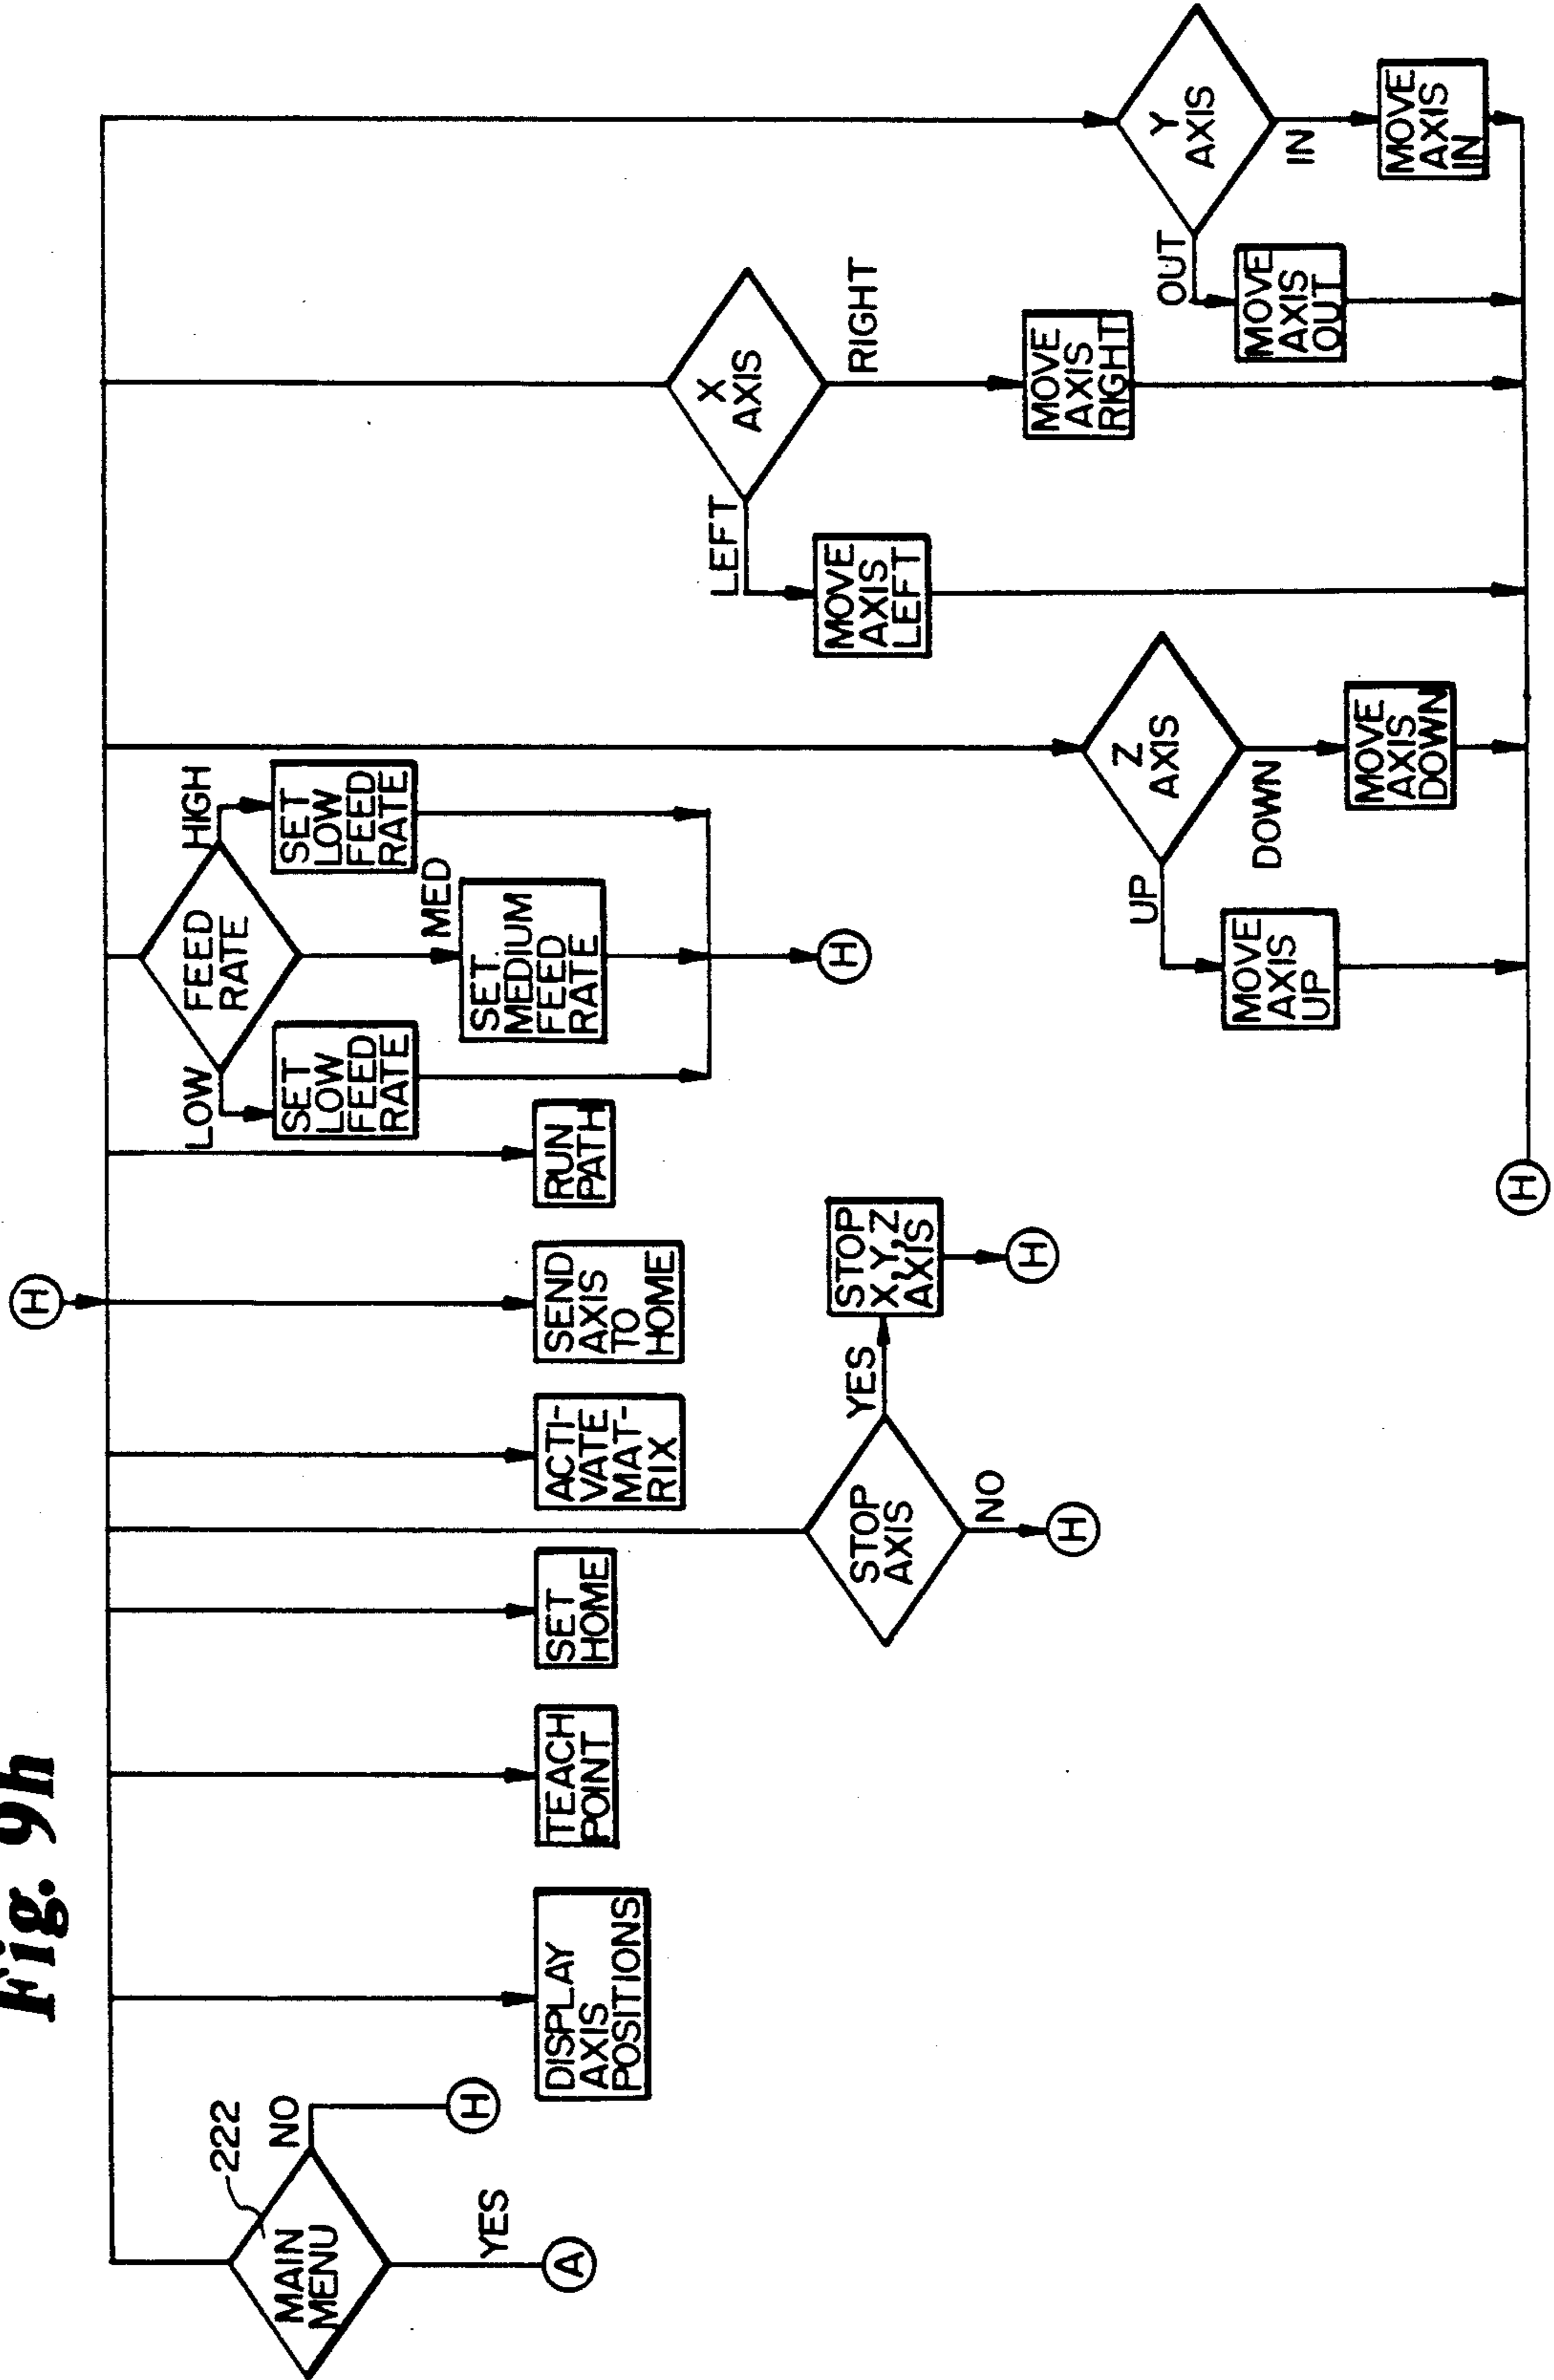 Fig. 9h
H
MAIN
MENU
222
NO
H
YES
A
DISPLAY
AXIS
POSITIONS
TEACH
POINT
SET
HOME
STOP
AXIS
YES
STOP
X,Y,Z
AXIS
H
NO
H
ACTI-
VATE
MAT-
RIX
SEND
AXIS
TO
HOME
RUN
PATH
FEED
RATE
LOW
SET
LOW
FEED
RATE
MED
SET
MEDIUM
FEED
RATE
HIGH
SET
LOW
FEED
RATE
H
Z
AXIS
UP
MOVE
AXIS
UP
DOWN
MOVE
AXIS
DOWN
X
AXIS
LEFT
MOVE
AXIS
LEFT
RIGHT
MOVE
AXIS
RIGHT
Y
AXIS
OUT
MOVE
AXIS
OUT
IN
MOVE
AXIS
IN
H